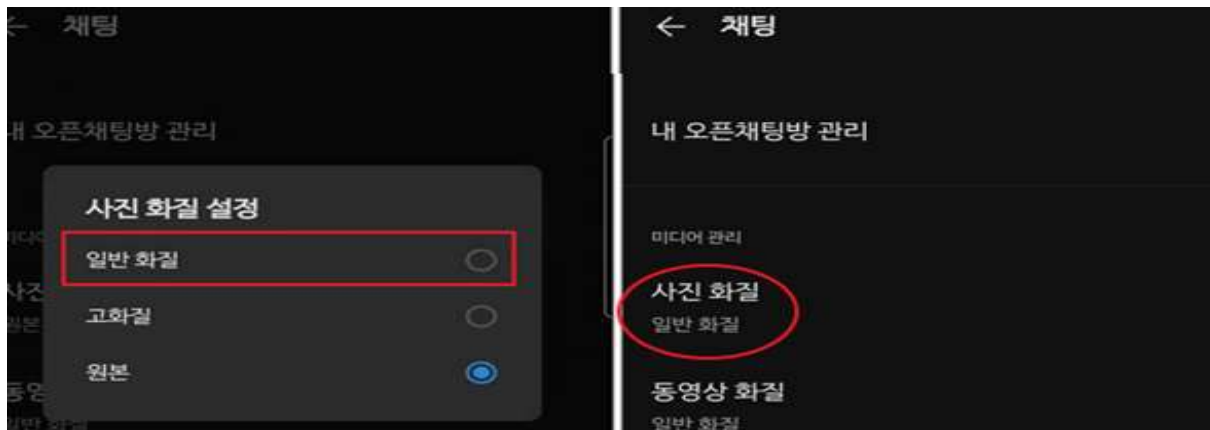 채팅
내 오픈채팅방 관리
사진 화질 설정
일반 화질
고화질
원본
채팅
내 오픈채팅방 관리
미디어 관리
사진 화질
일반 화질
동영상 화질
일반 화질